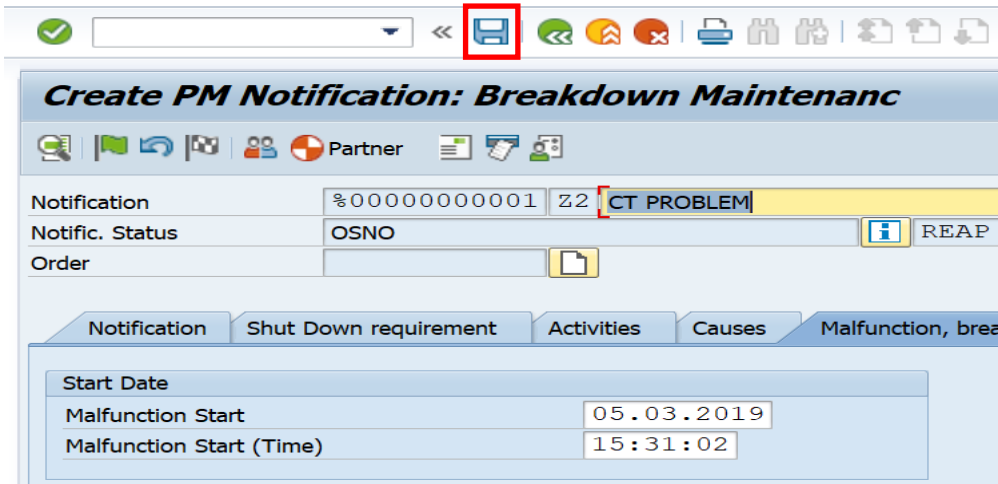 Create PM Notification: Breakdown Maintenanc
Partner
Notification %00000000001 Z2 CT PROBLEM
Notific. Status OSNO REAP
Order
Notification Shut Down requirement Activities Causes Malfunction, brea
Start Date
Malfunction Start 05.03.2019
Malfunction Start (Time) 15:31:02